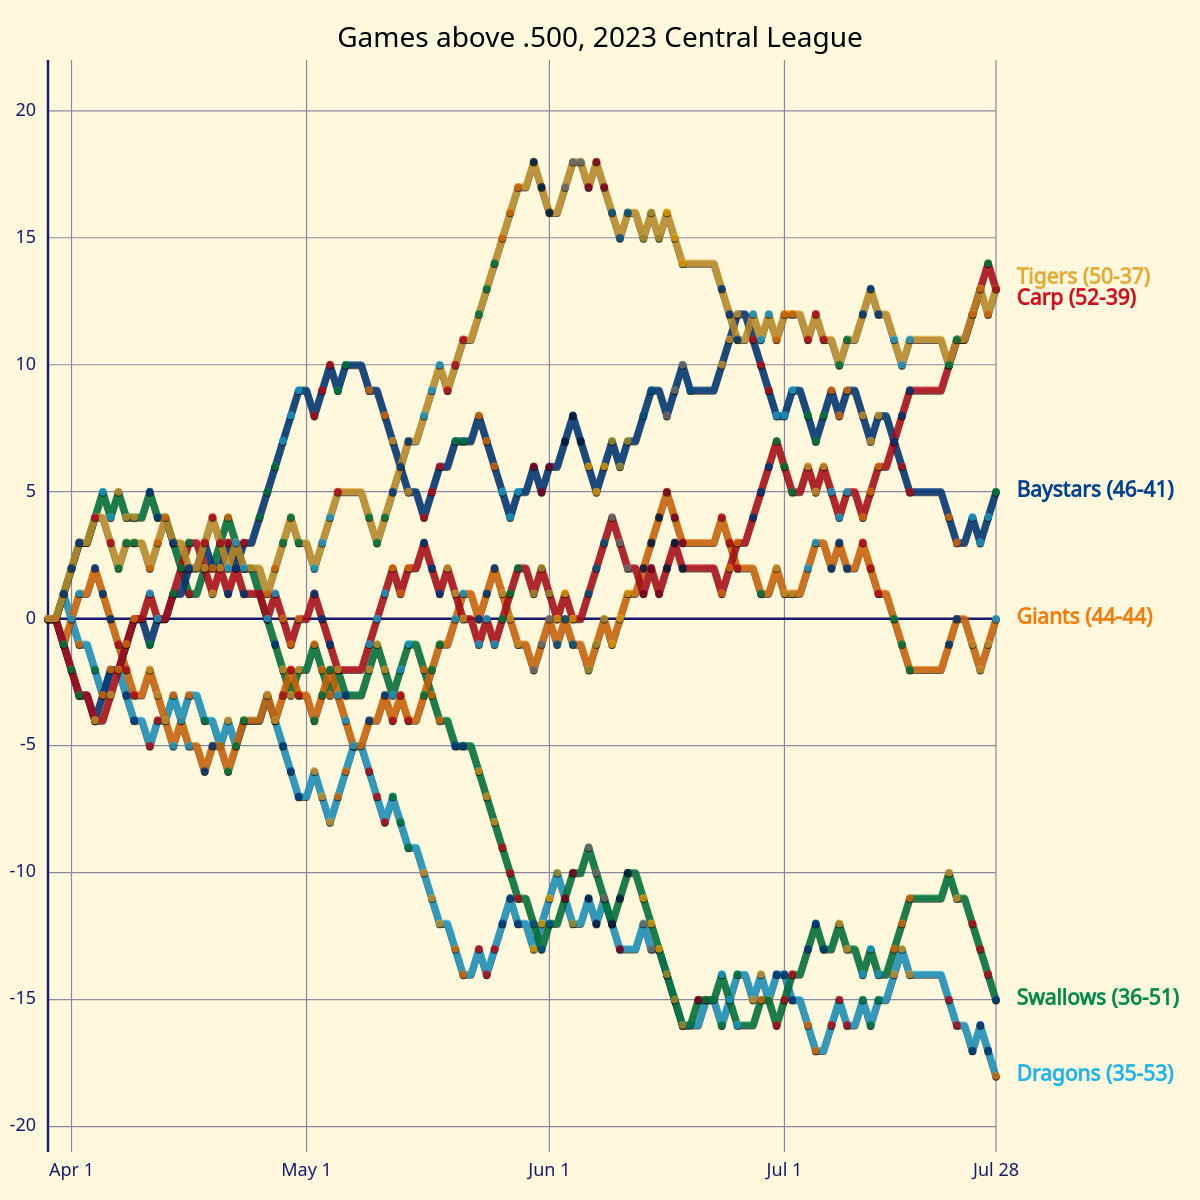 Games above .500, 2023 Central League
20
15
10
5
0
-5
-10
-15
-20
Tigers (50-37)
Carp (52-39)
Baystars (46-41)
Giants (44-44)
Swallows (36-51)
Dragons (35-53)
Apr 1
May 1
Jun 1
Jul 1
Jul 28